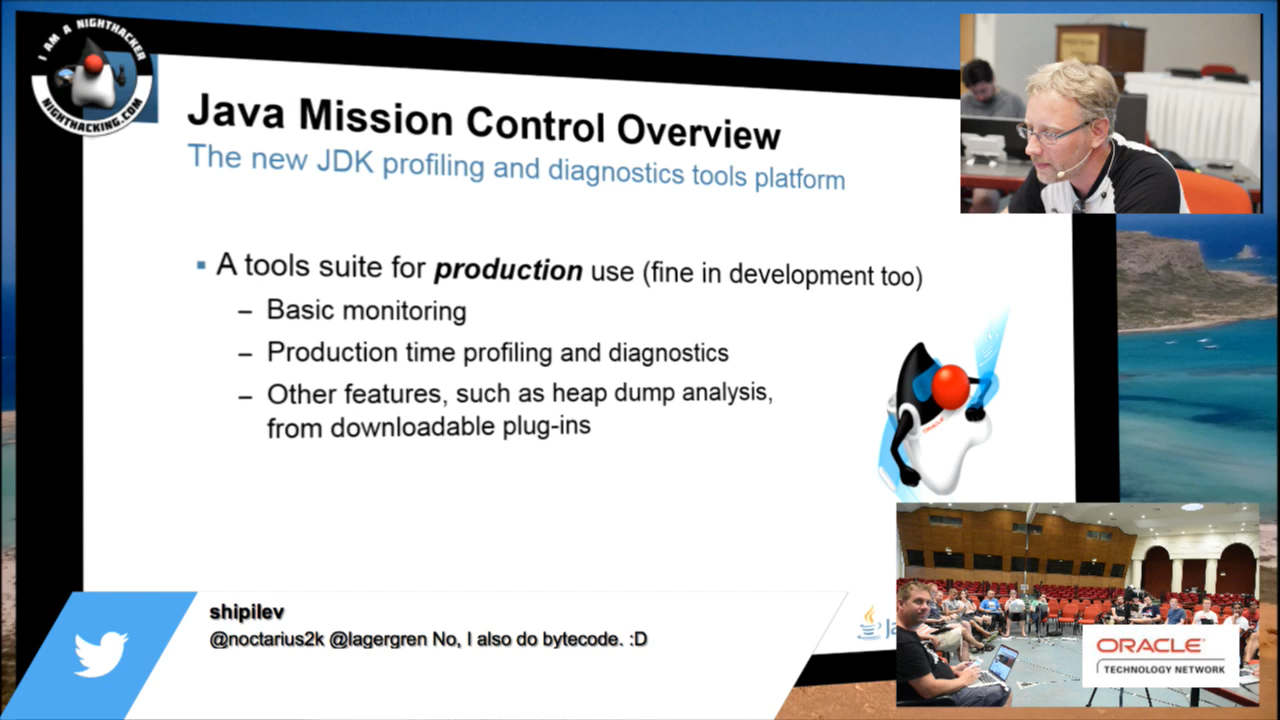 I AM A NIGHTHACKER
NIGHTHACKING.COM
Java Mission Control Overview
The new JDK profiling and diagnostics tools platform
▪ A tools suite for production use (fine in development too)
– Basic monitoring
– Production time profiling and diagnostics
– Other features, such as heap dump analysis,
from downloadable plug-ins
ORACLE
shipilev
@noctarius2k @lagergren No, I also do bytecode. :D
Ja
ORACLE
TECHNOLOGY NETWORK